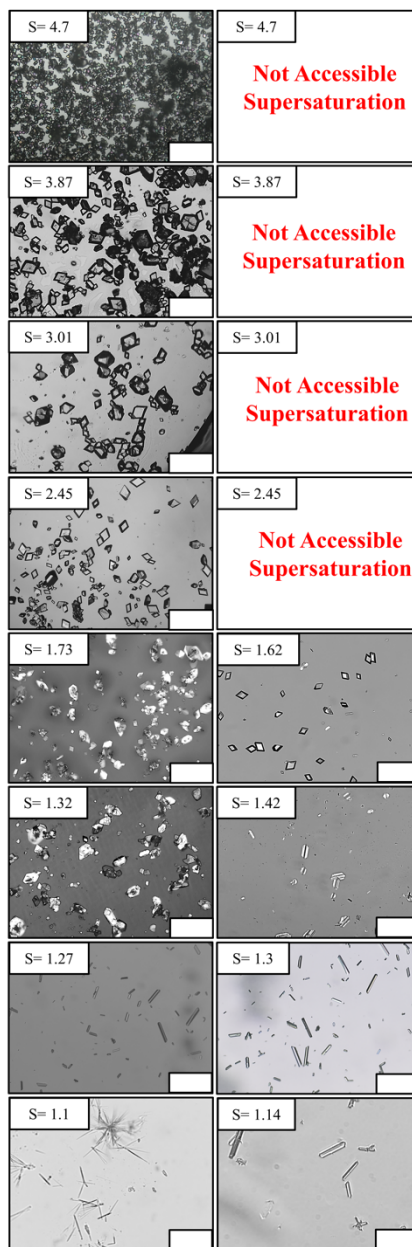 S= 4.7
S= 4.7
Not Accessible
Supersaturation
S= 3.87
S= 3.87
Not Accessible
Supersaturation
S= 3.01
S= 3.01
Not Accessible
Supersaturation
S= 2.45
S= 2.45
Not Accessible
Supersaturation
S= 1.73
S= 1.62
S= 1.32
S= 1.42
S= 1.27
S= 1.3
S= 1.1
S= 1.14